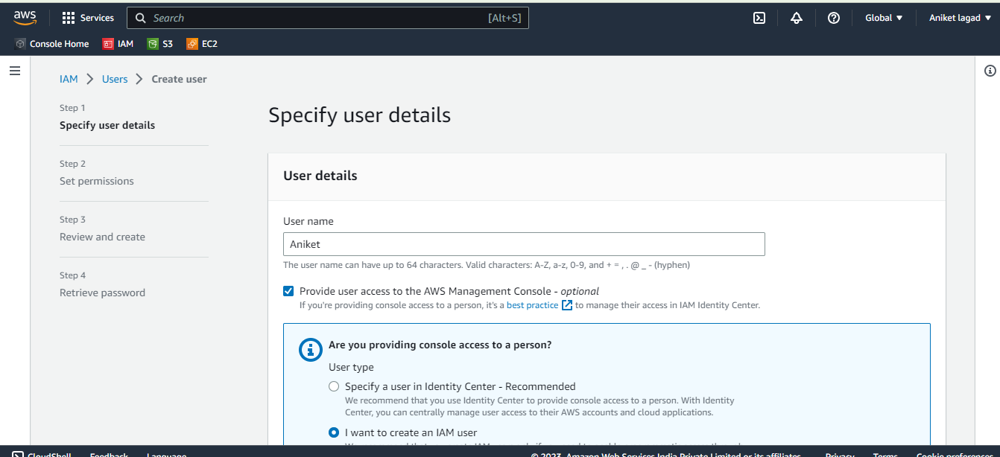 aws
Services
Search
[Alt+S]
Global
Aniket lagad
Console Home
IAM
S3
EC2
IAM
Users
Create user
Step 1
Specify user details
Step 2
Set permissions
Step 3
Review and create
Step 4
Retrieve password
Specify user details
User details
User name
Aniket
The user name can have up to 64 characters. Valid characters: A-Z, a-z, 0-9, and + = , . @ _ - (hyphen)
Provide user access to the AWS Management Console - optional
If you're providing console access to a person, it's a best practice to manage their access in IAM Identity Center.
Are you providing console access to a person?
User type
Specify a user in Identity Center - Recommended
We recommend that you use Identity Center to provide console access to a person. With Identity
Center, you can centrally manage user access to their AWS accounts and cloud applications.
I want to create an IAM user
CloudShell
Feedback
Language
© 2023, Amazon Web Services India Private Limited or its affiliates.
Privacy
Terms
Cookie preferences